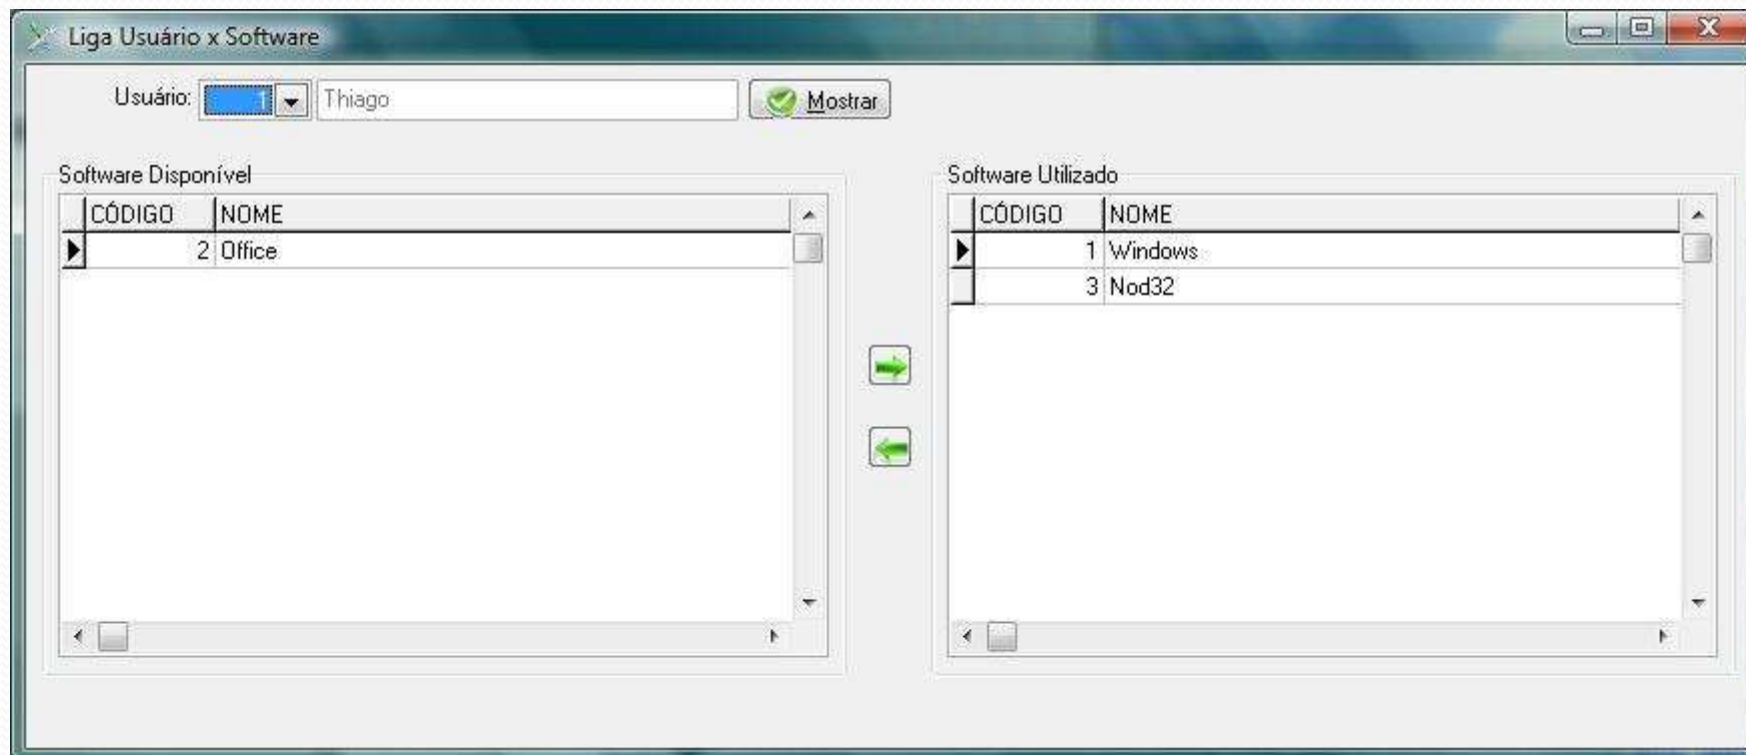 Liga Usuário x Software
Usuário: 1 Thiago Mostrar
Software Disponível
CÓDIGO NOME
2 Office
Software Utilizado
CÓDIGO NOME
1 Windows
3 Nod32